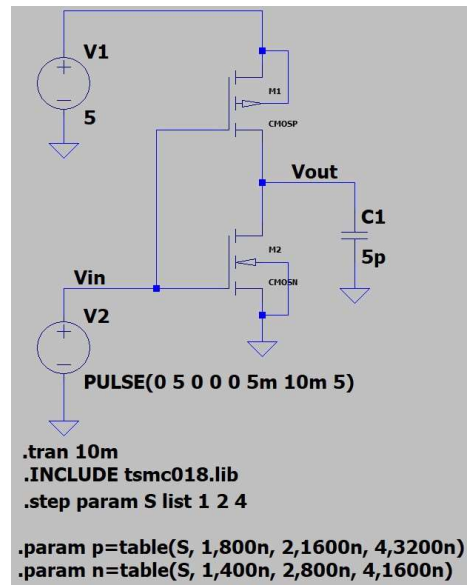 V1
5
M1
CMOSP
Vout
C1
5p
M2
CMOSN
Vin
V2
PULSE(0 5 0 0 0 5m 10m 5)
.tran 10m
.INCLUDE tsmc018.lib
.step param S list 1 2 4
.param p=table(S, 1,800n, 2,1600n, 4,3200n)
.param n=table(S, 1,400n, 2,800n, 4,1600n)